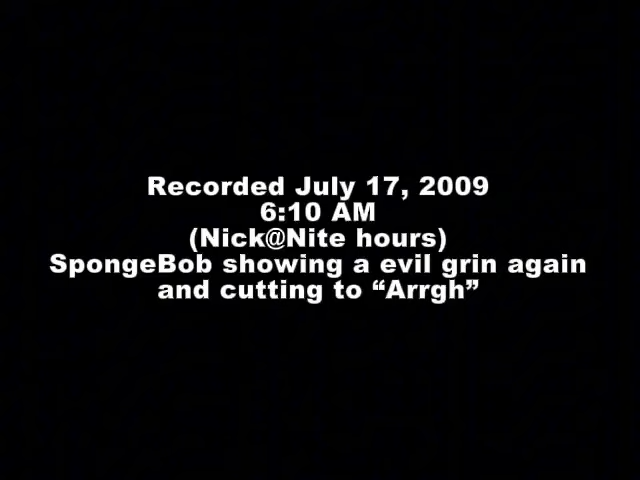 Recorded July 17, 2009
6:10 AM
(Nick@Nite hours)
SpongeBob showing a evil grin again
and cutting to “Arrgh”